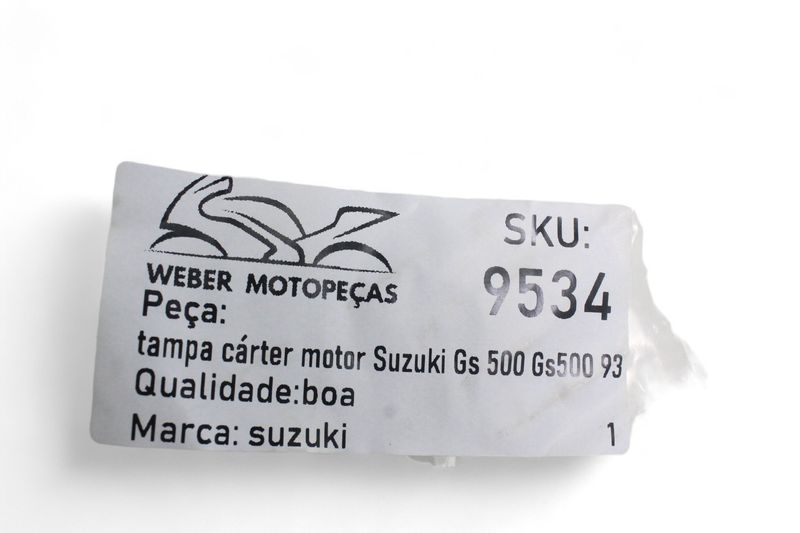 WEBER MOTOPEÇAS
SKU:
9534
Peça:
tampa cárter motor Suzuki Gs 500 Gs500 93
Qualidade:boa
Marca: suzuki
1